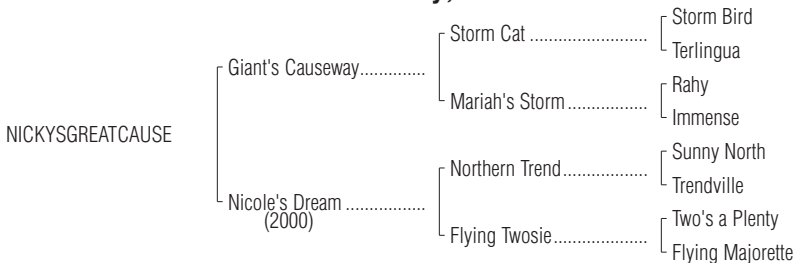 Storm Bird
Storm Cat ..........................
Terlingua
Giant's Causeway..............
Rahy
Mariah's Storm..................
Immense
NICKYSGREATCAUSE
Sunny North
Northern Trend...................
Trendville
Nicole's Dream .................
(2000)
Two's a Plenty
Flying Twosie.....................
Flying Majorette